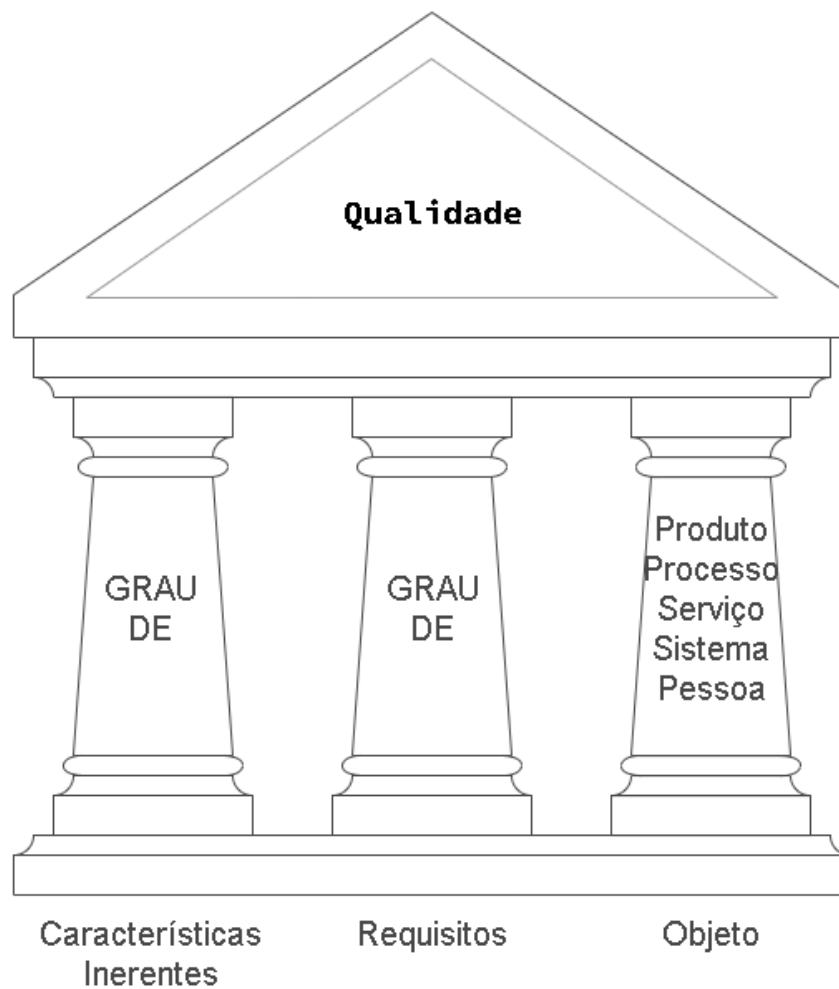 Qualidade
GRAU
DE
GRAU
DE
Produto
Processo
Serviço
Sistema
Pessoa
Características
Inerentes
Requisitos
Objeto